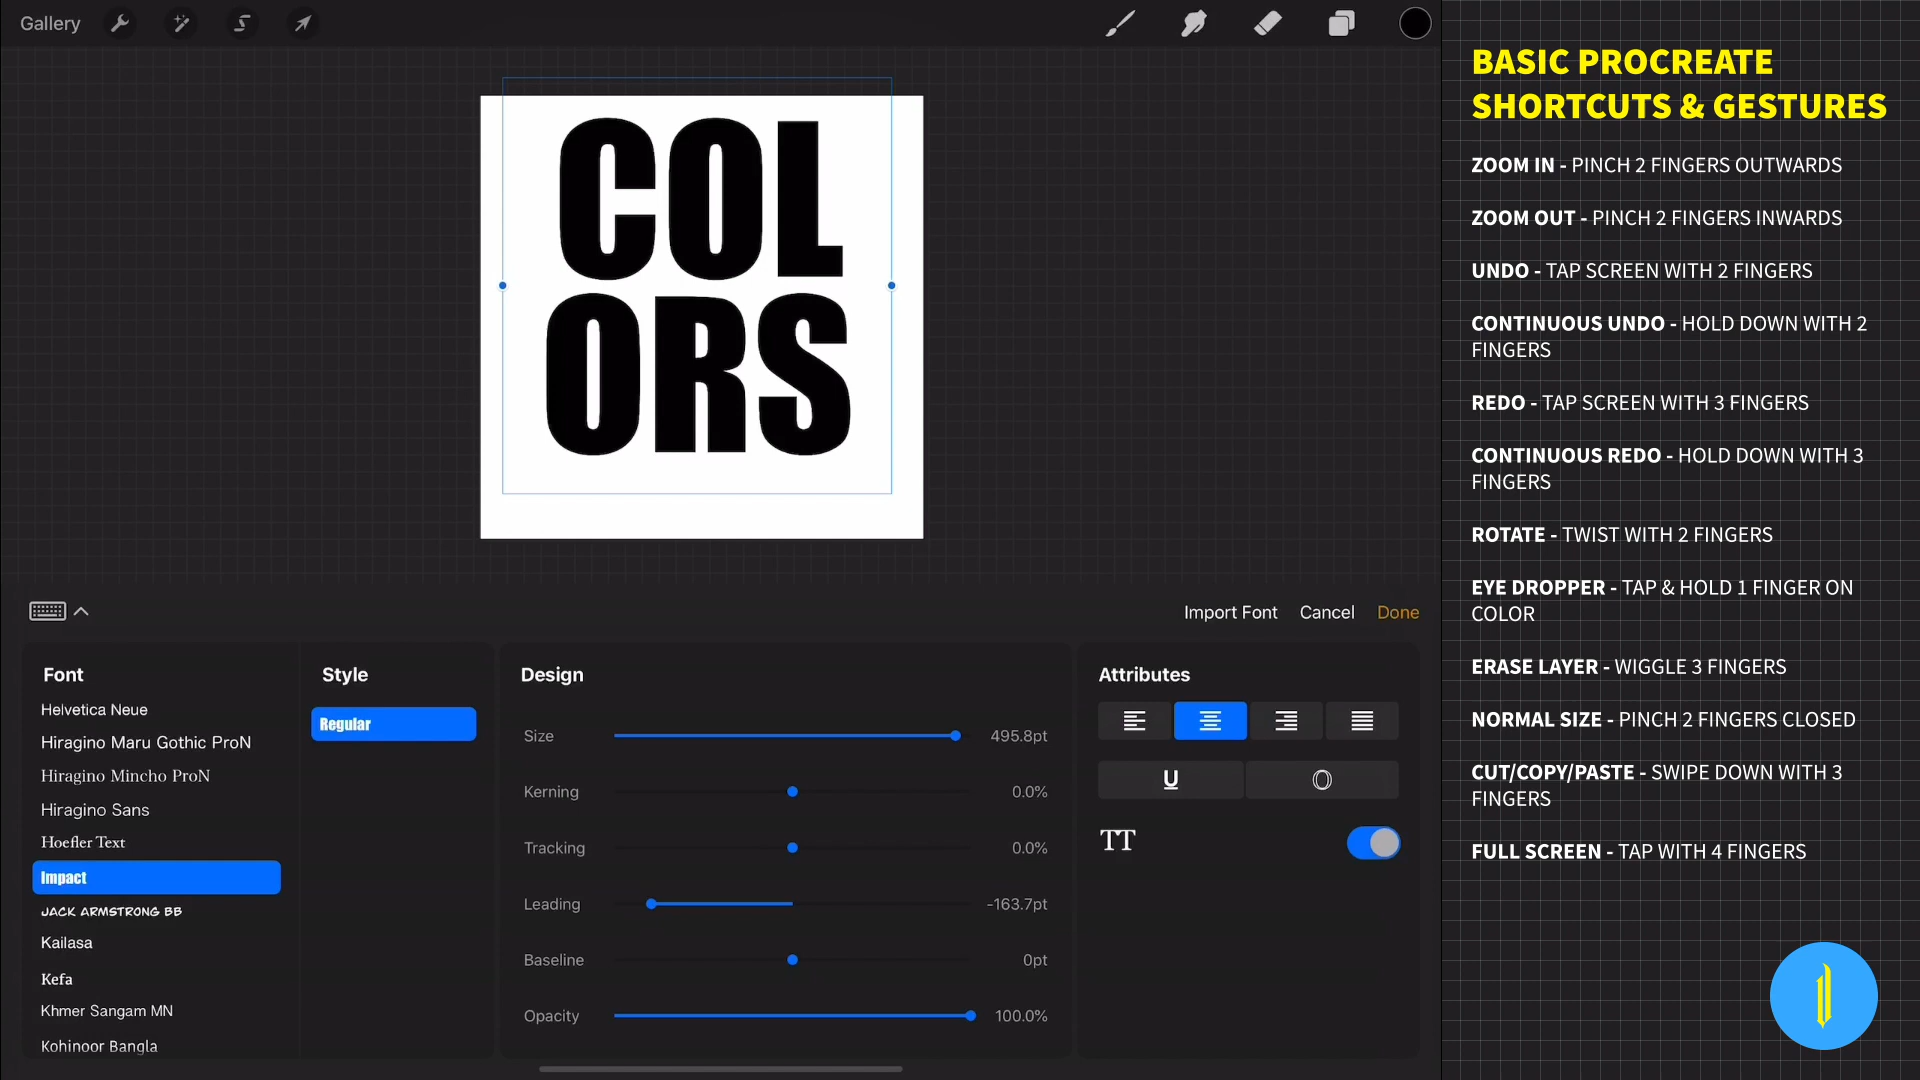 Gallery
COL
ORS
Import Font
Cancel
Done
Font
Helvetica Neue
Hiragino Maru Gothic ProN
Hiragino Mincho ProN
Hiragino Sans
Hoefler Text
Impact
JACK ARMSTRONG BB
Kailasa
Kefa
Khmer Sangam MN
Kohinoor Bangla
Style
Regular
Design
Size 495.8pt
Kerning 0.0%
Tracking 0.0%
Leading -163.7pt
Baseline 0pt
Opacity 100.0%
Attributes
U
O
TT
BASIC PROCREATE
SHORTCUTS & GESTURES
ZOOM IN - PINCH 2 FINGERS OUTWARDS
ZOOM OUT - PINCH 2 FINGERS INWARDS
UNDO - TAP SCREEN WITH 2 FINGERS
CONTINUOUS UNDO - HOLD DOWN WITH 2
FINGERS
REDO - TAP SCREEN WITH 3 FINGERS
CONTINUOUS REDO - HOLD DOWN WITH 3
FINGERS
ROTATE - TWIST WITH 2 FINGERS
EYE DROPPER - TAP & HOLD 1 FINGER ON
COLOR
ERASE LAYER - WIGGLE 3 FINGERS
NORMAL SIZE - PINCH 2 FINGERS CLOSED
CUT/COPY/PASTE - SWIPE DOWN WITH 3
FINGERS
FULL SCREEN - TAP WITH 4 FINGERS